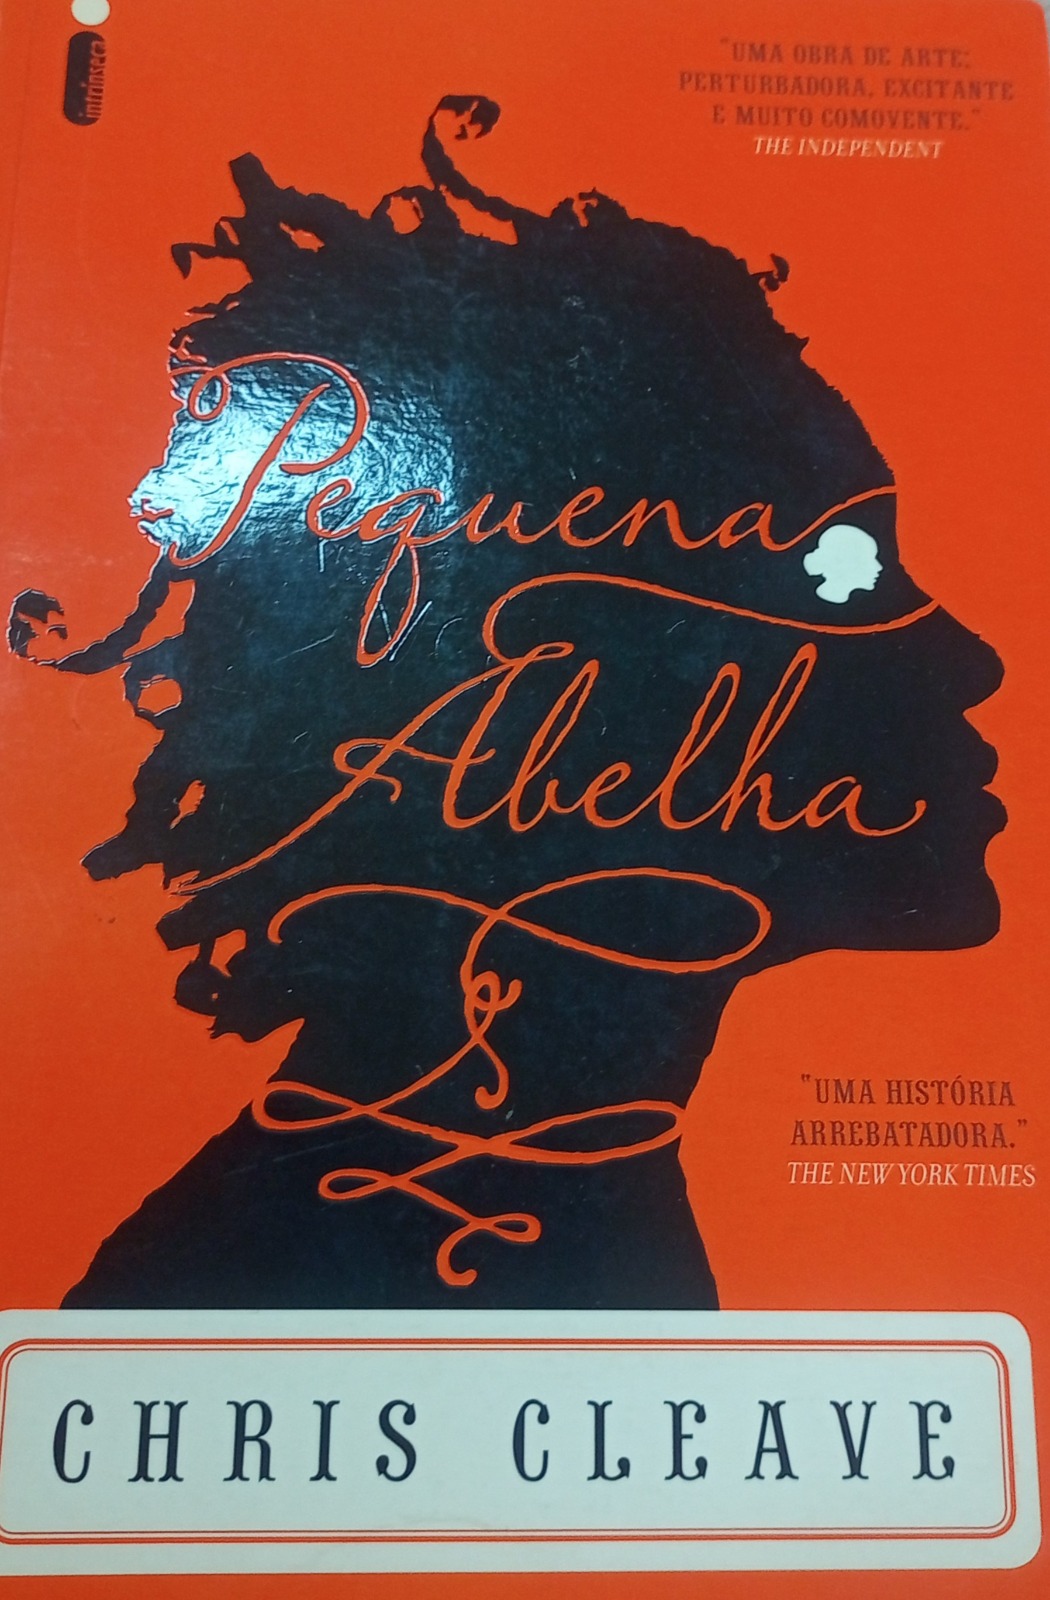 intrínseca
"UMA OBRA DE ARTE;
PERTURBADORA, EXCITANTE
E MUITO COMOVENTE."
THE INDEPENDENT
Pequena
Abelha
"UMA HISTÓRIA
ARREBATADORA."
THE NEW YORK TIMES
CHRIS CLEAVE